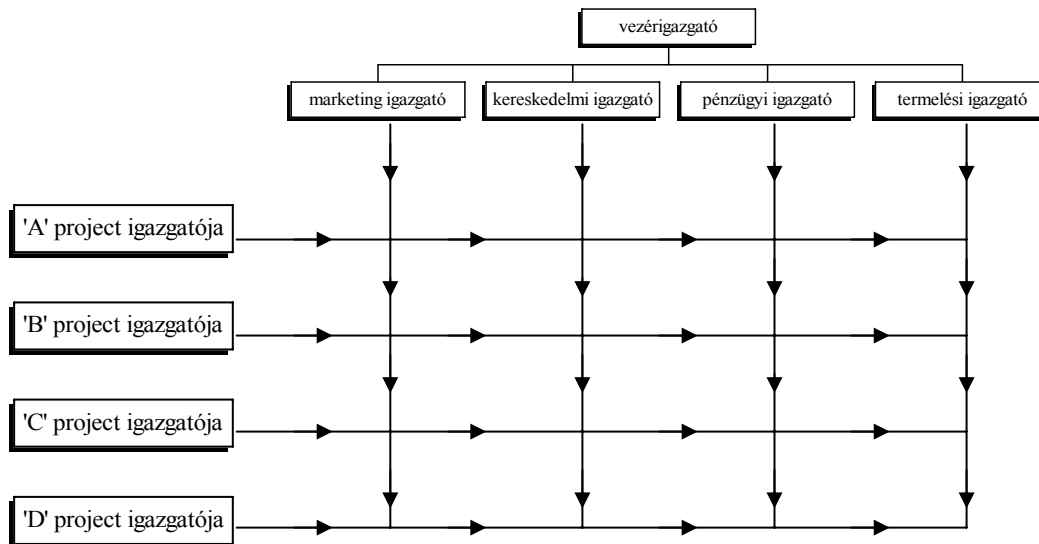 vezérigazgató
marketing igazgató
kereskedelmi igazgató
pénzügyi igazgató
termelési igazgató
'A' project igazgatója
'B' project igazgatója
'C' project igazgatója
'D' project igazgatója